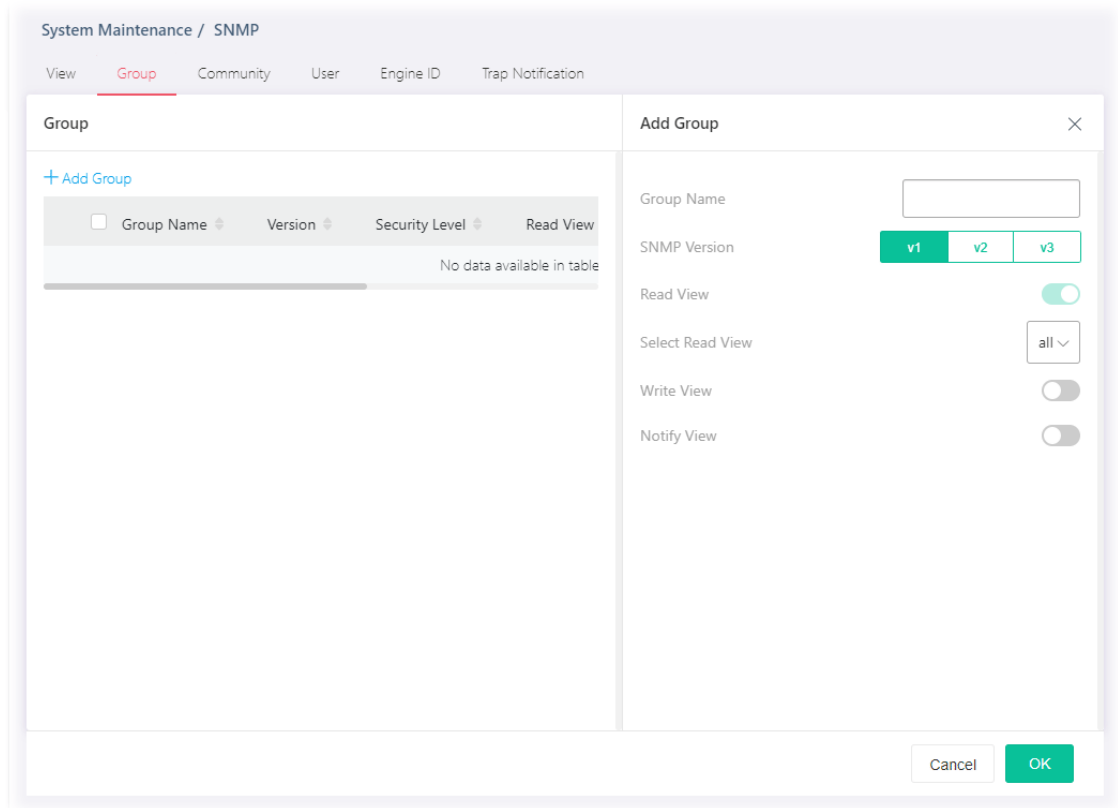 System Maintenance / SNMP
View Group Community User Engine ID Trap Notification
Group
+ Add Group
Group Name Version Security Level Read View
No data available in table
Add Group
Group Name
SNMP Version v1 v2 v3
Read View
Select Read View all
Write View
Notify View
Cancel OK